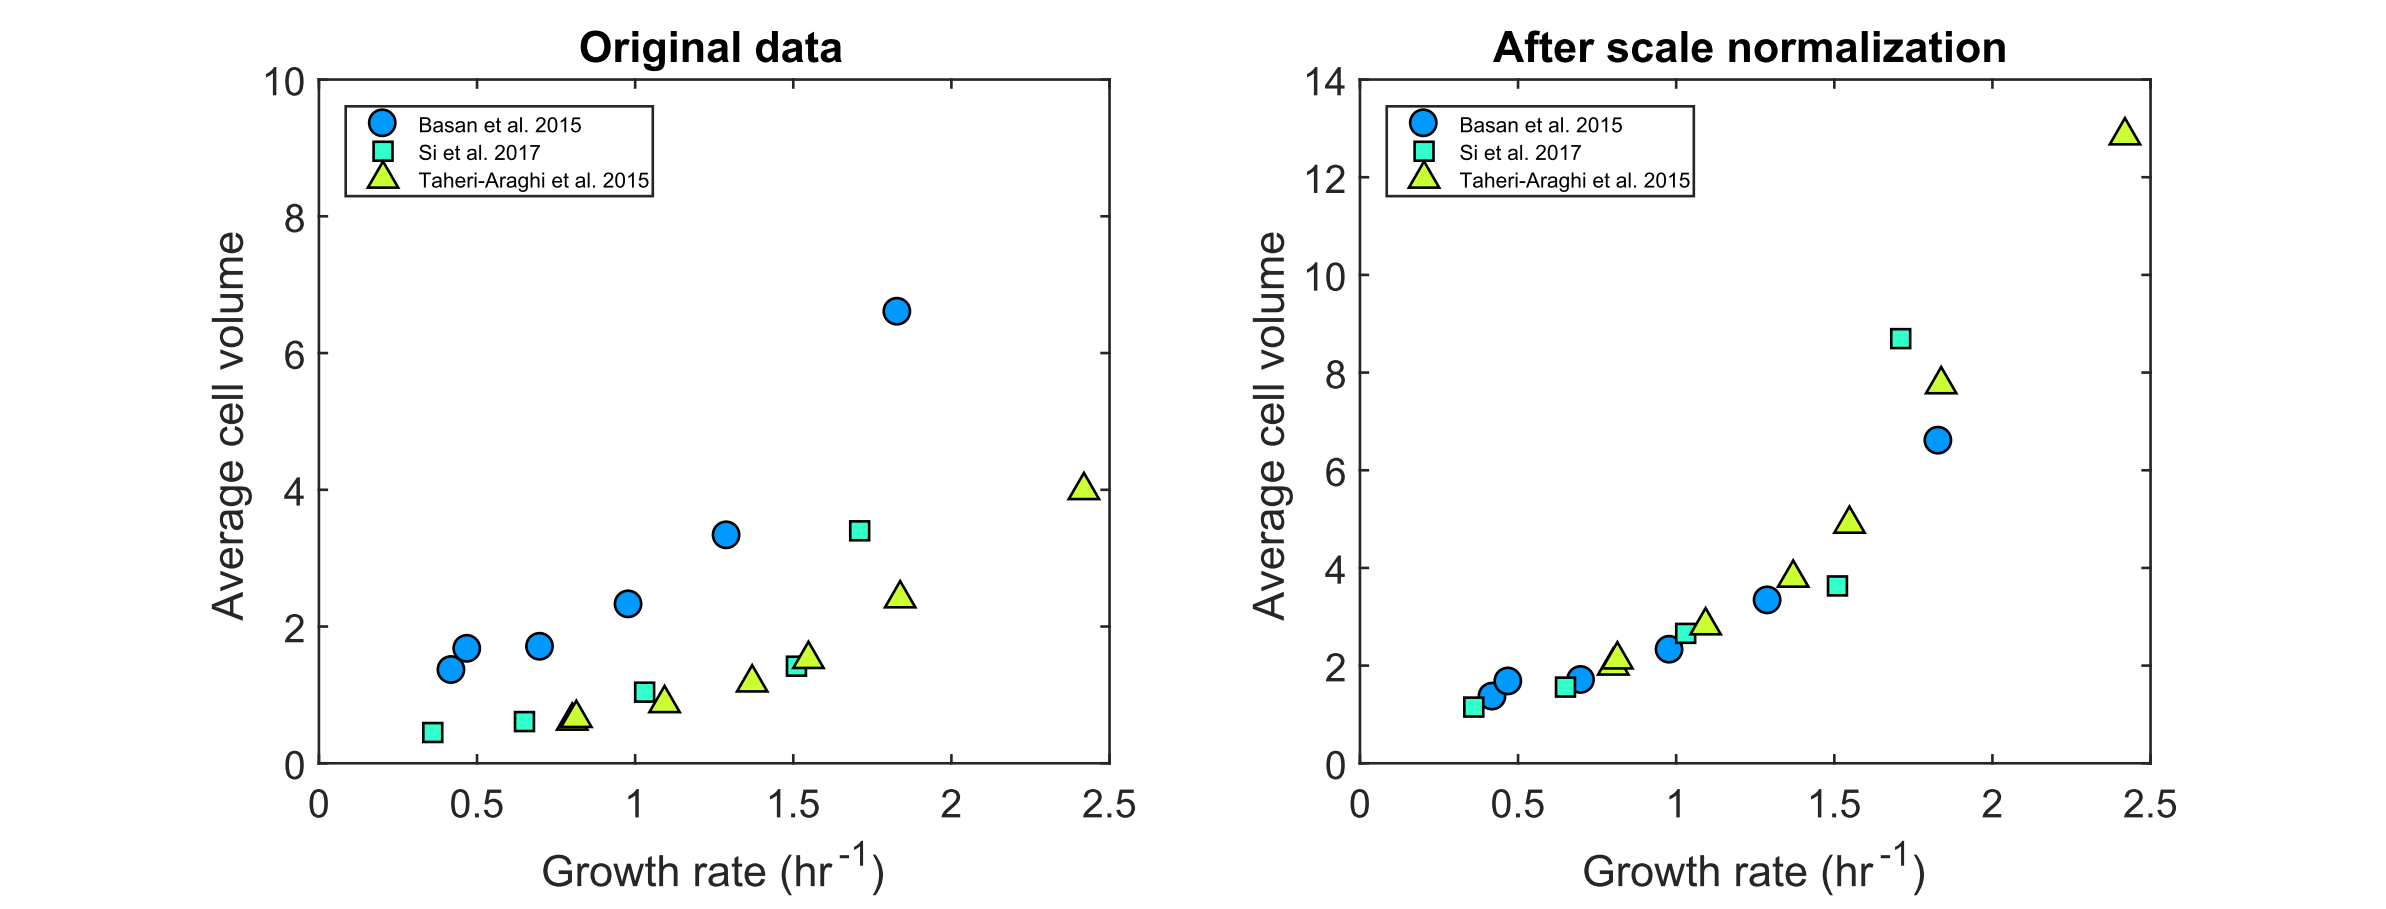 Original data
10
8
6
4
2
0
Average cell volume
Basan et al. 2015
Si et al. 2017
Taheri-Araghi et al. 2015
0 0.5 1 1.5 2 2.5
Growth rate (hr⁻¹)
After scale normalization
14
12
10
8
6
4
2
0
Average cell volume
Basan et al. 2015
Si et al. 2017
Taheri-Araghi et al. 2015
0 0.5 1 1.5 2 2.5
Growth rate (hr⁻¹)